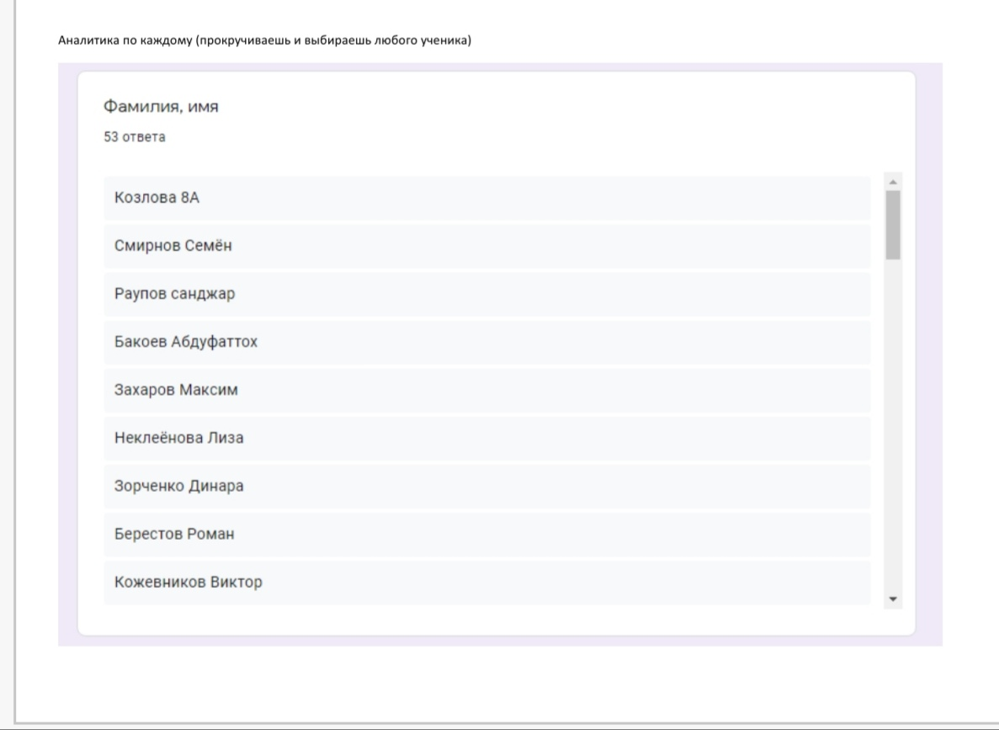 Аналитика по каждому (прокручиваешь и выбираешь любого ученика)
Фамилия, имя
53 ответа
Козлова 8А
Смирнов Семён
Раупов санджар
Бакоев Абдуфаттох
Захаров Максим
Неклеёнова Лиза
Зорченко Динара
Берестов Роман
Кожевников Виктор